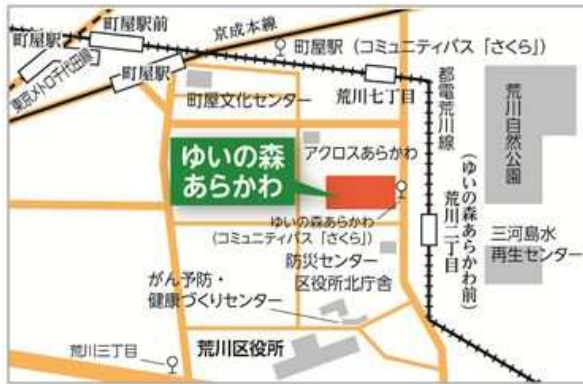 町屋駅前
京成本線
町屋駅
町屋駅(コミュニティバス「さくら」)
東京メトロ千代田線
町屋駅
荒川七丁目
都電荒川線
町屋文化センター
荒川自然公園
アクロスあらかわ
ゆいの森
あらかわ
ゆいの森あらかわ
(コミュニティバス「さくら」)
荒川二丁目
(ゆいの森あらかわ前)
三河島水
再生センター
防災センター
区役所北庁舎
がん予防・
健康づくりセンター
荒川区役所
荒川三丁目